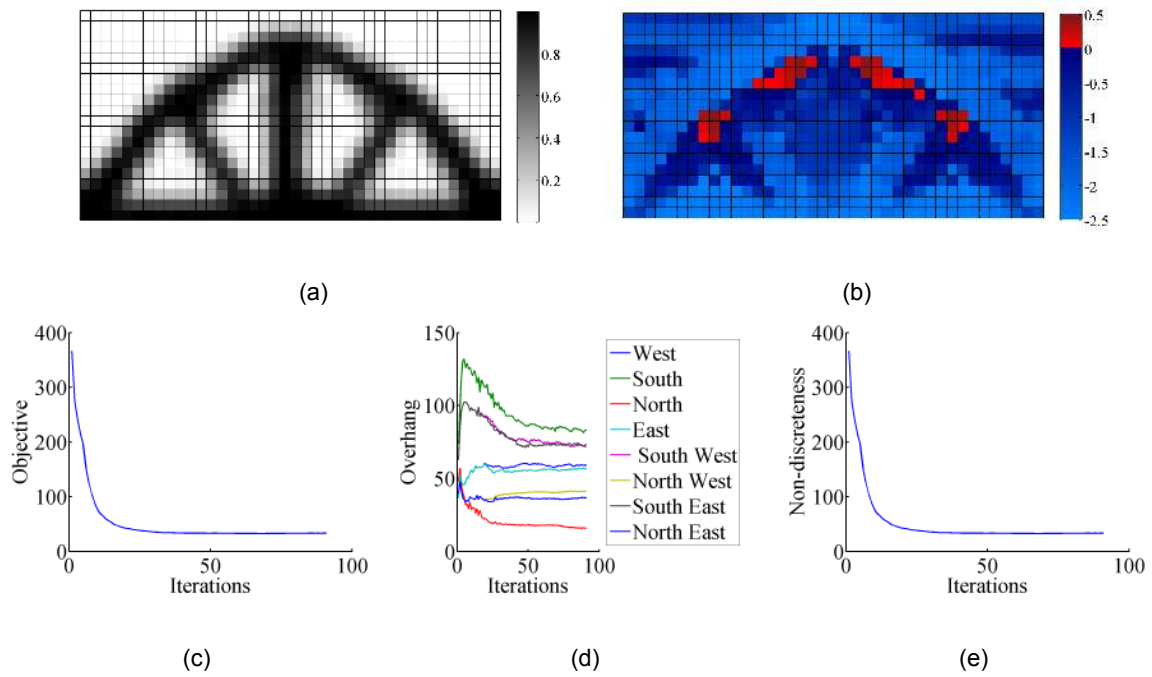 0.8
0.6
0.4
0.2
0.5
0
-0.5
-1
-1.5
-2
-2.5
(a)
(b)
400
300
200
100
0
Objective
0
50
100
Iterations
150
100
50
0
Overhang
0
50
100
Iterations
West
South
North
East
South West
North West
South East
North East
400
300
200
100
0
Non-discreteness
0
50
100
Iterations
(c)
(d)
(e)